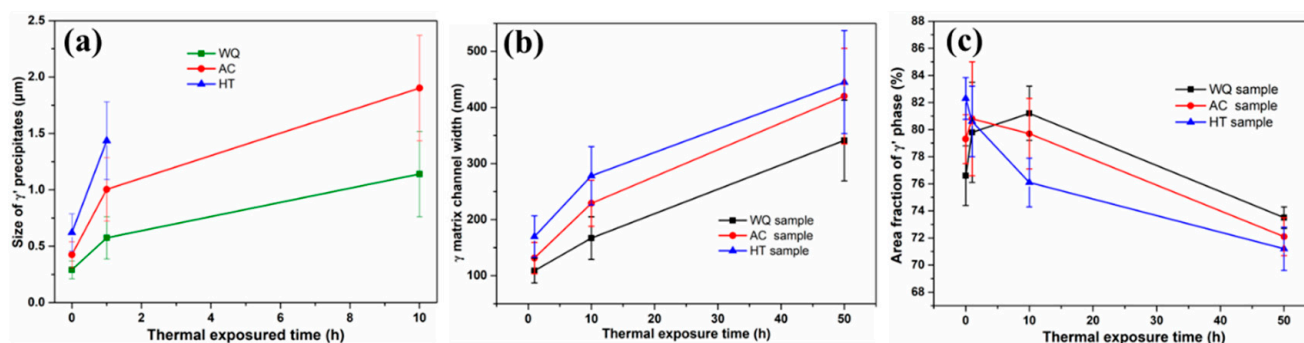 (a)
WQ
AC
HT
Size of γ' precipitates (μm)
2.5
2.0
1.5
1.0
0.5
0.0
0
2
4
6
8
10
Thermal exposured time (h)
(b)
γ matrix channel width (nm)
500
400
300
200
100
WQ sample
AC sample
HT sample
0
10
20
30
40
50
Thermal exposure time (h)
(c)
Area fraction of γ' phase (%)
88
86
84
82
80
78
76
74
72
70
68
WQ sample
AC sample
HT sample
0
10
20
30
40
50
Thermal exposure time (h)